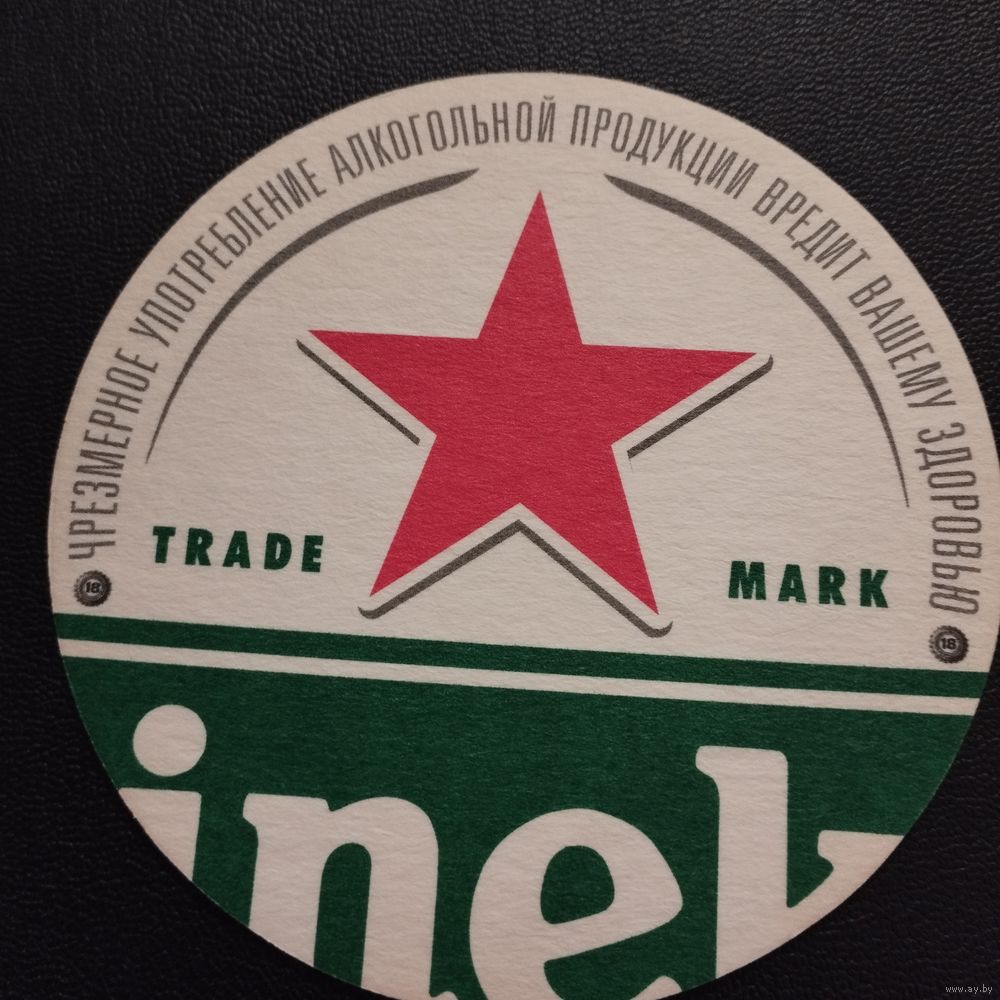 ЧРЕЗМЕРНОЕ УПОТРЕБЛЕНИЕ АЛКОГОЛЬНОЙ ПРОДУКЦИИ ВРЕДИТ ВАШЕМУ ЗДОРОВЬЮ
TRADE MARK
18 18
inek
www.ay.by